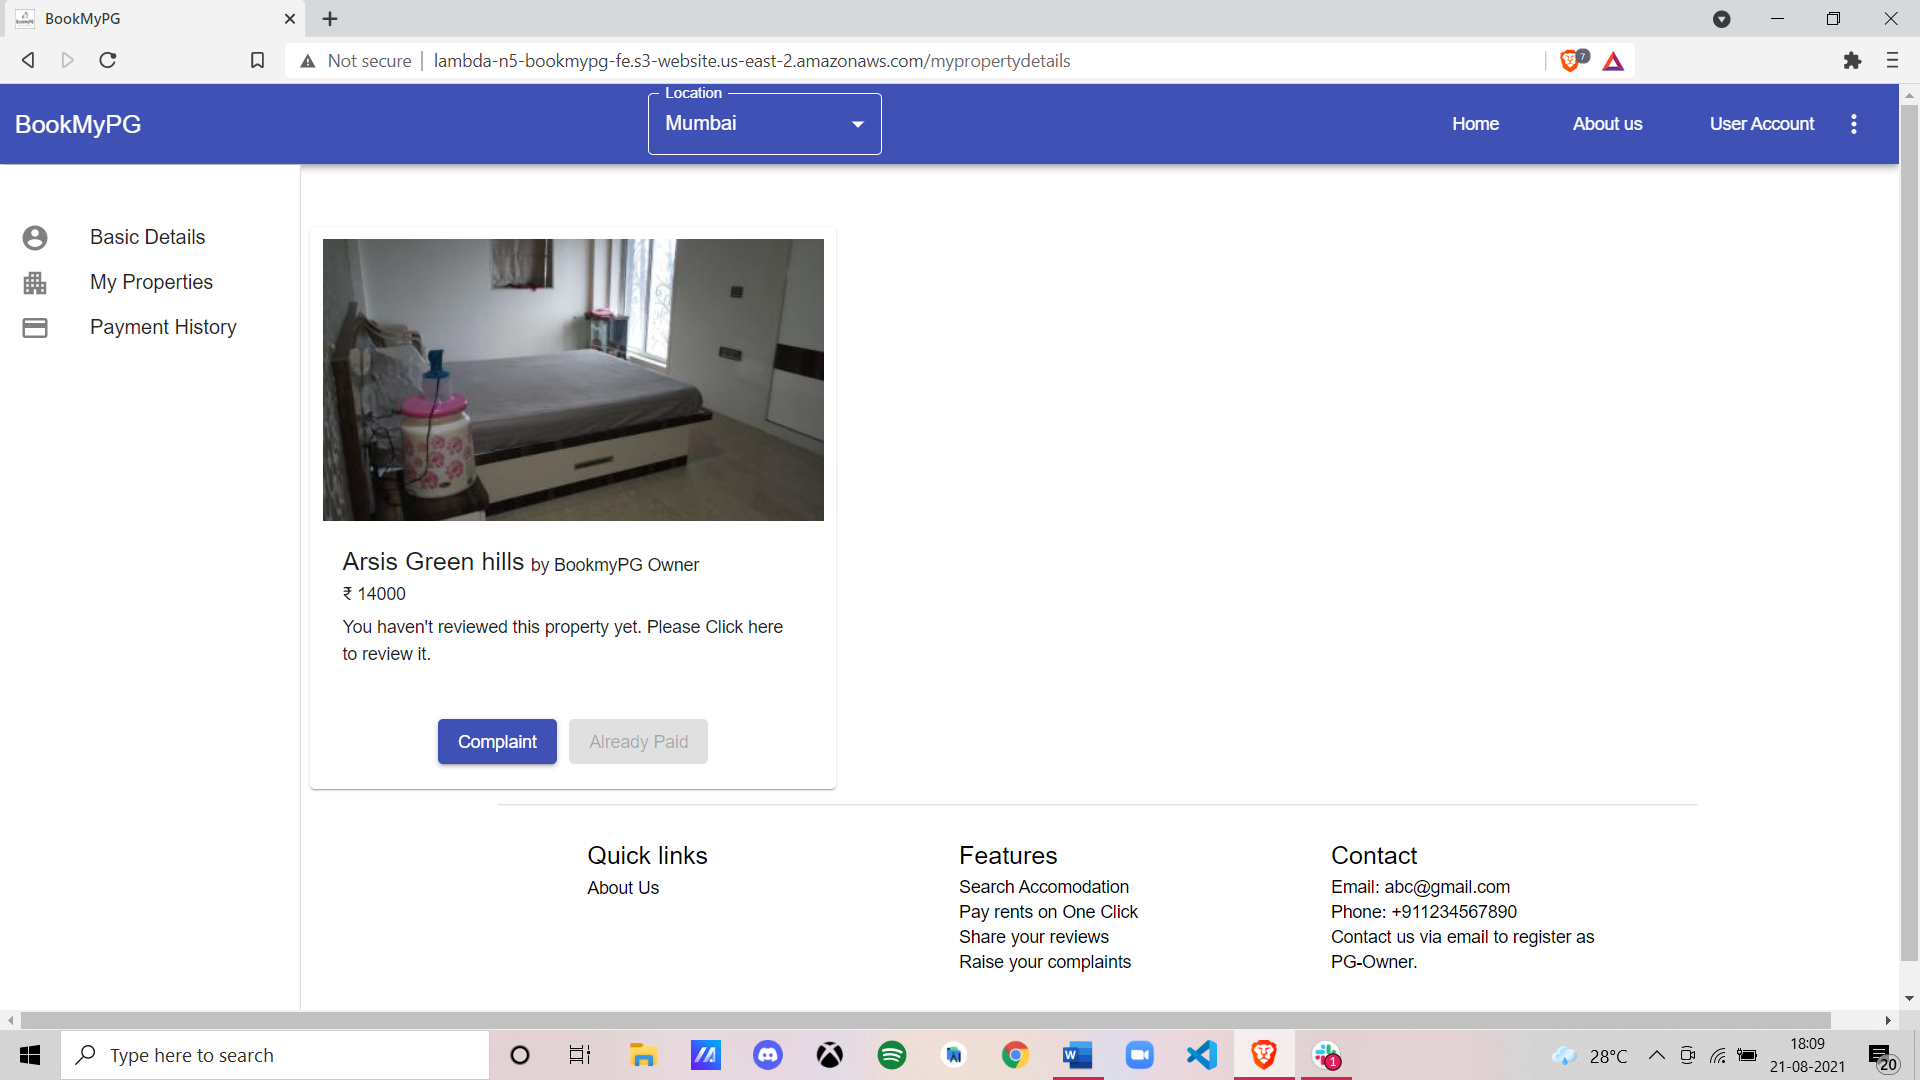 BookMyPG
Not secure
lambda-n5-bookmypg-fe.s3-website.us-east-2.amazonaws.com/mypropertydetails
7
BookMyPG
Location
Mumbai
Home
About us
User Account
Basic Details
My Properties
Payment History
Arsis Green hills by BookmyPG Owner
₹ 14000
You haven't reviewed this property yet. Please Click here
to review it.
Complaint
Already Paid
Quick links
About Us
Features
Search Accomodation
Pay rents on One Click
Share your reviews
Raise your complaints
Contact
Email: abc@gmail.com
Phone: +911234567890
Contact us via email to register as
PG-Owner.
Type here to search
W
1
28°C
18:09
21-08-2021
20